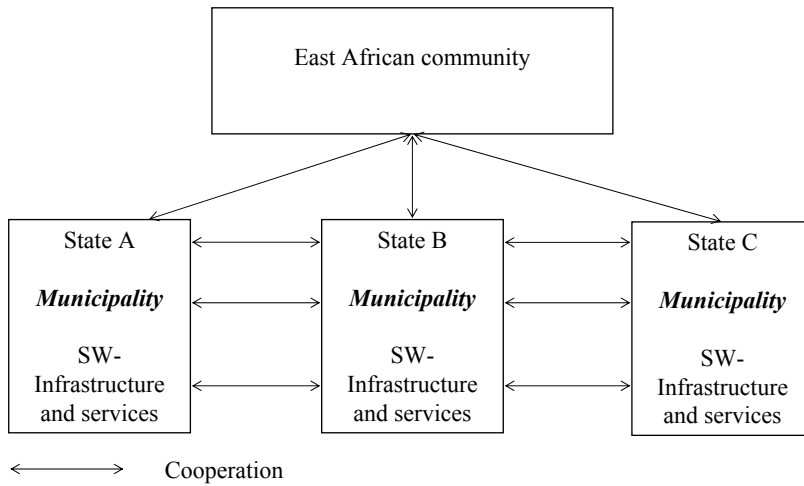 East African community
State A
Municipality
SW-
Infrastructure
and services
State B
Municipality
SW-
Infrastructure
and services
State C
Municipality
SW-
Infrastructure
and services
Cooperation